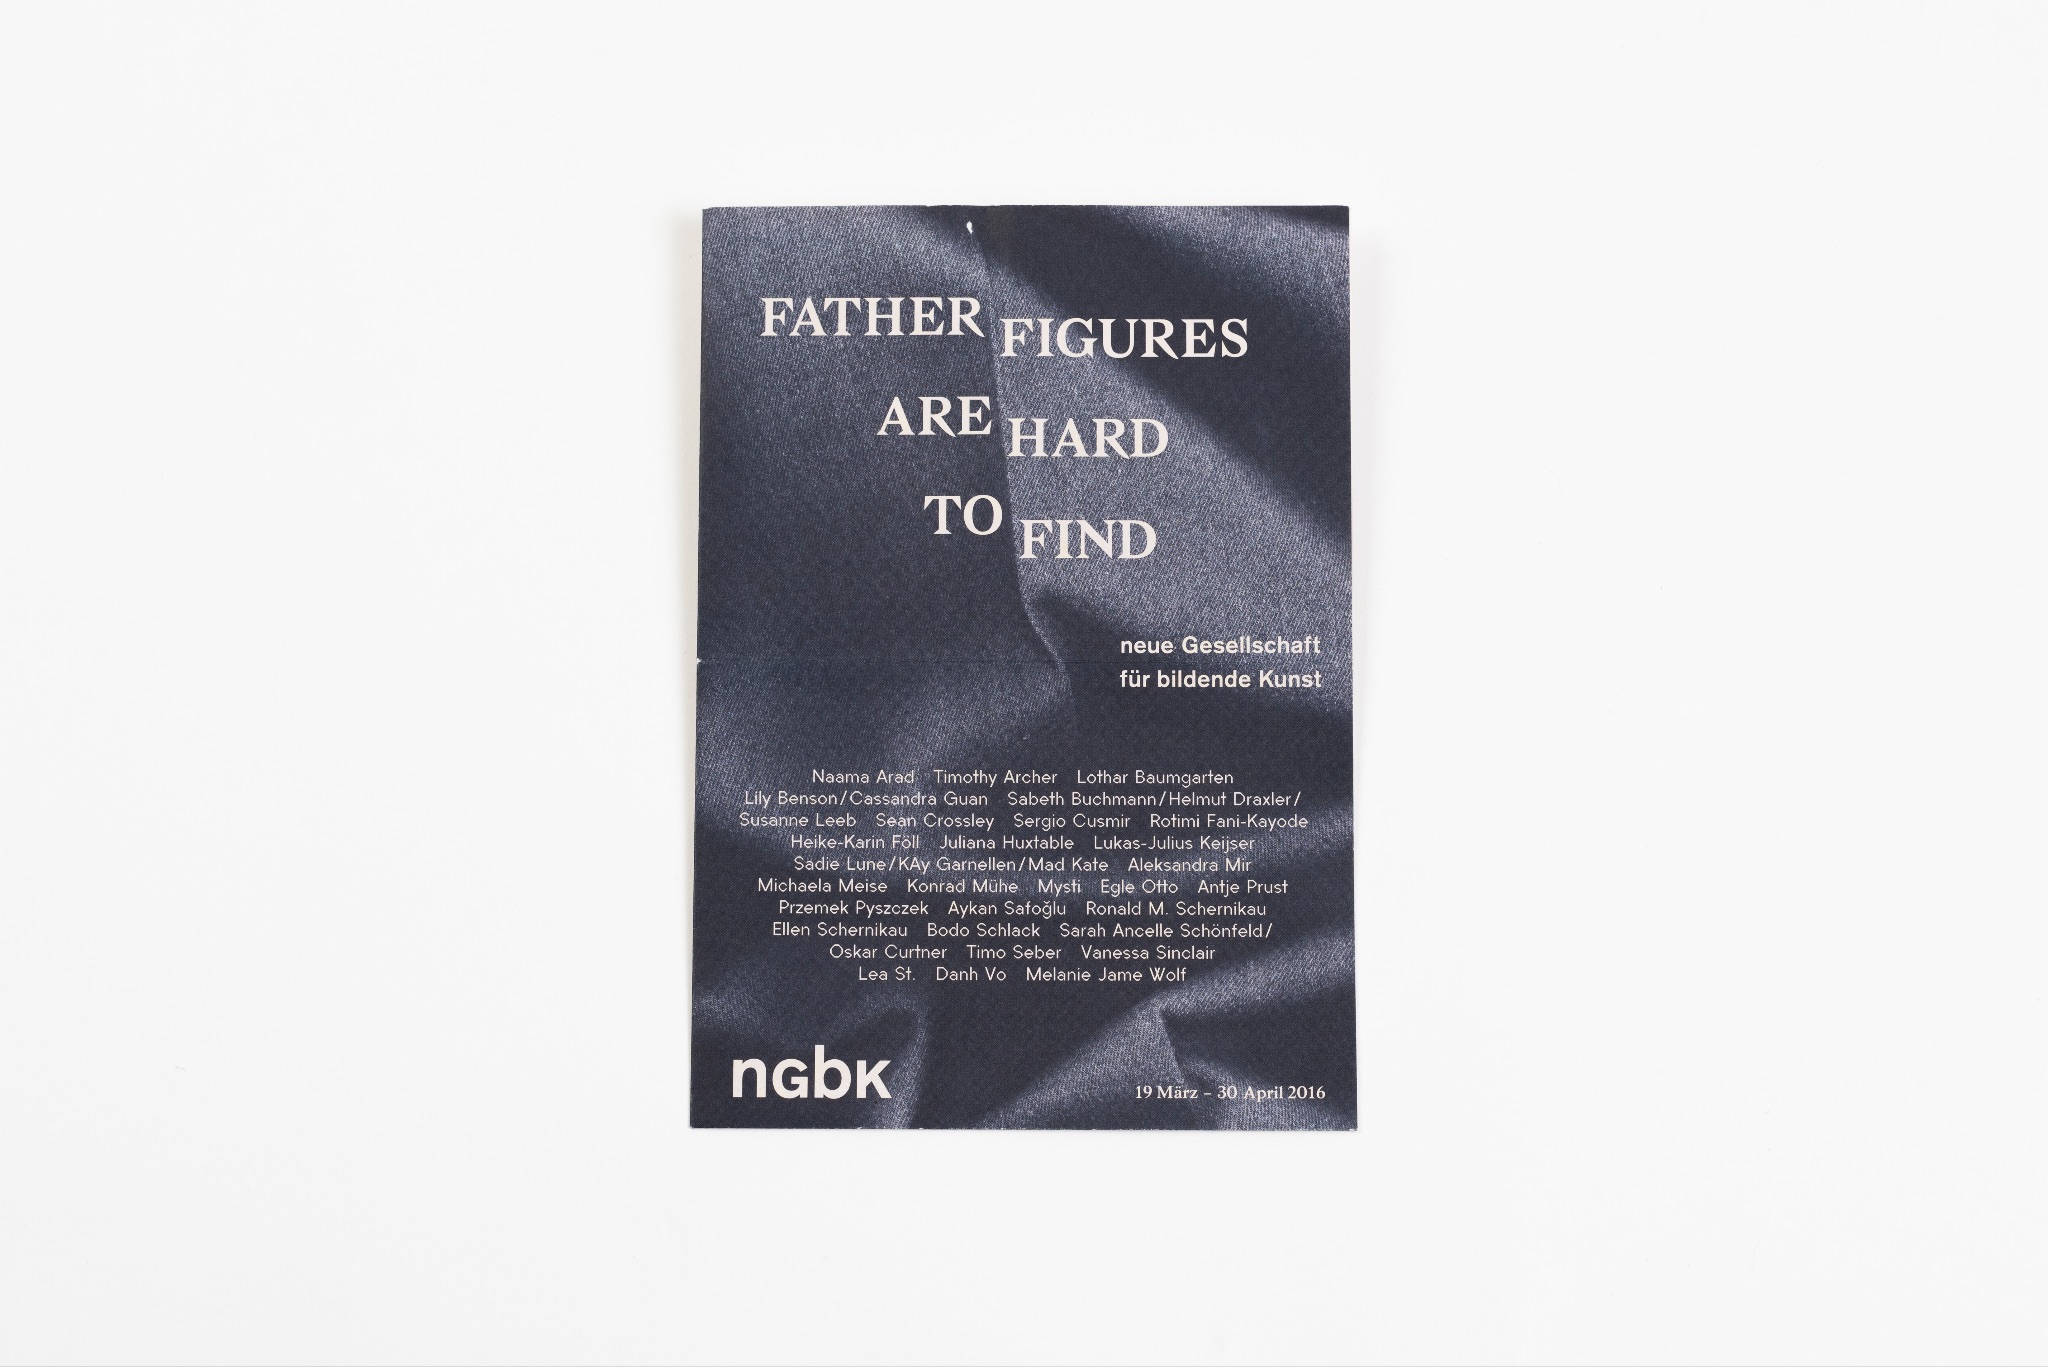 FATHER FIGURES
ARE HARD
TO FIND
neue Gesellschaft
für bildende Kunst
Naama Arad Timothy Archer Lothar Baumgarten
Lily Benson/Cassandra Guan Sabeth Buchmann/Helmut Draxler/
Susanne Leeb Sean Crossley Sergio Cusmir Rotimi Fani-Kayode
Heike-Karin Föll Juliana Huxtable Lukas-Julius Keijser
Sadie Lune/KAy Garnellen/Mad Kate Aleksandra Mir
Michaela Meise Konrad Mühe Mysti Egle Otto Antje Prust
Przemek Pyszczek Aykan Safoğlu Ronald M. Schernikau
Ellen Schernikau Bodo Schlack Sarah Ancelle Schönfeld/
Oskar Curtner Timo Seber Vanessa Sinclair
Lea St. Danh Vo Melanie Jame Wolf
nGbK
19 März – 30 April 2016